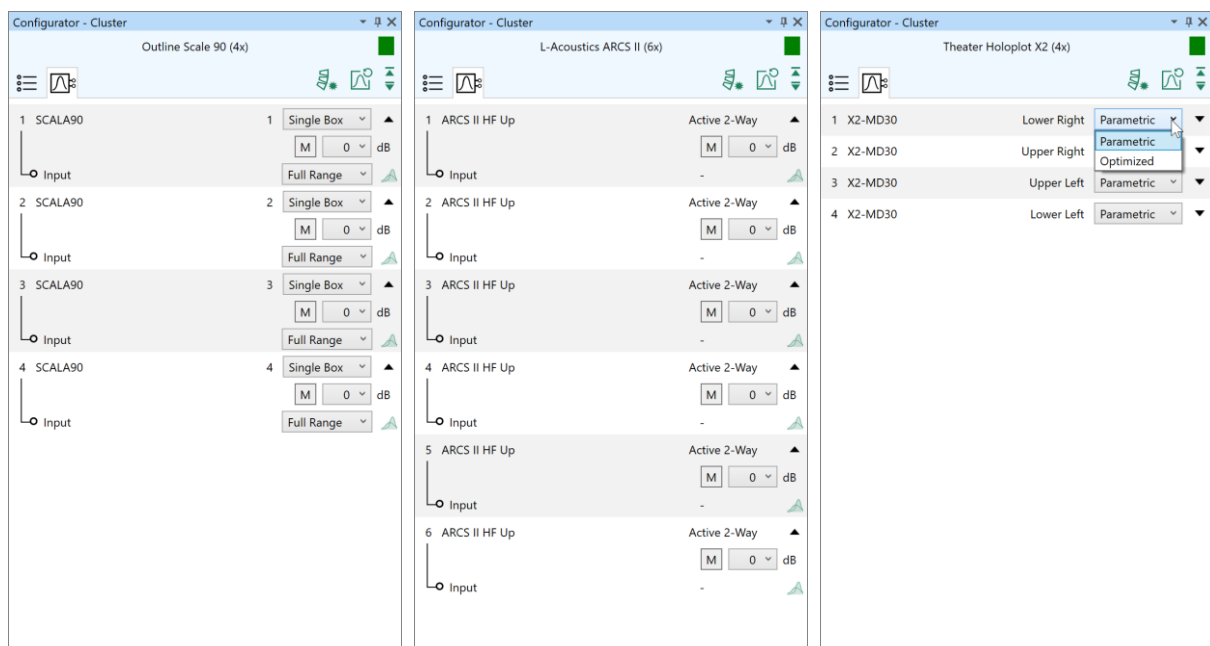 Configurator - Cluster
Outline Scale 90 (4x)
1 SCALA90 1 Single Box
M 0 dB
Input Full Range
2 SCALA90 2 Single Box
M 0 dB
Input Full Range
3 SCALA90 3 Single Box
M 0 dB
Input Full Range
4 SCALA90 4 Single Box
M 0 dB
Input Full Range
Configurator - Cluster
L-Acoustics ARCS II (6x)
1 ARCS II HF Up Active 2-Way
M 0 dB
Input -
2 ARCS II HF Up Active 2-Way
M 0 dB
Input -
3 ARCS II HF Up Active 2-Way
M 0 dB
Input -
4 ARCS II HF Up Active 2-Way
M 0 dB
Input -
5 ARCS II HF Up Active 2-Way
M 0 dB
Input -
6 ARCS II HF Up Active 2-Way
M 0 dB
Input -
Configurator - Cluster
Theater Holoplot X2 (4x)
1 X2-MD30 Lower Right Parametric
Parametric
2 X2-MD30 Upper Right
Optimized
3 X2-MD30 Upper Left Parametric
4 X2-MD30 Lower Left Parametric